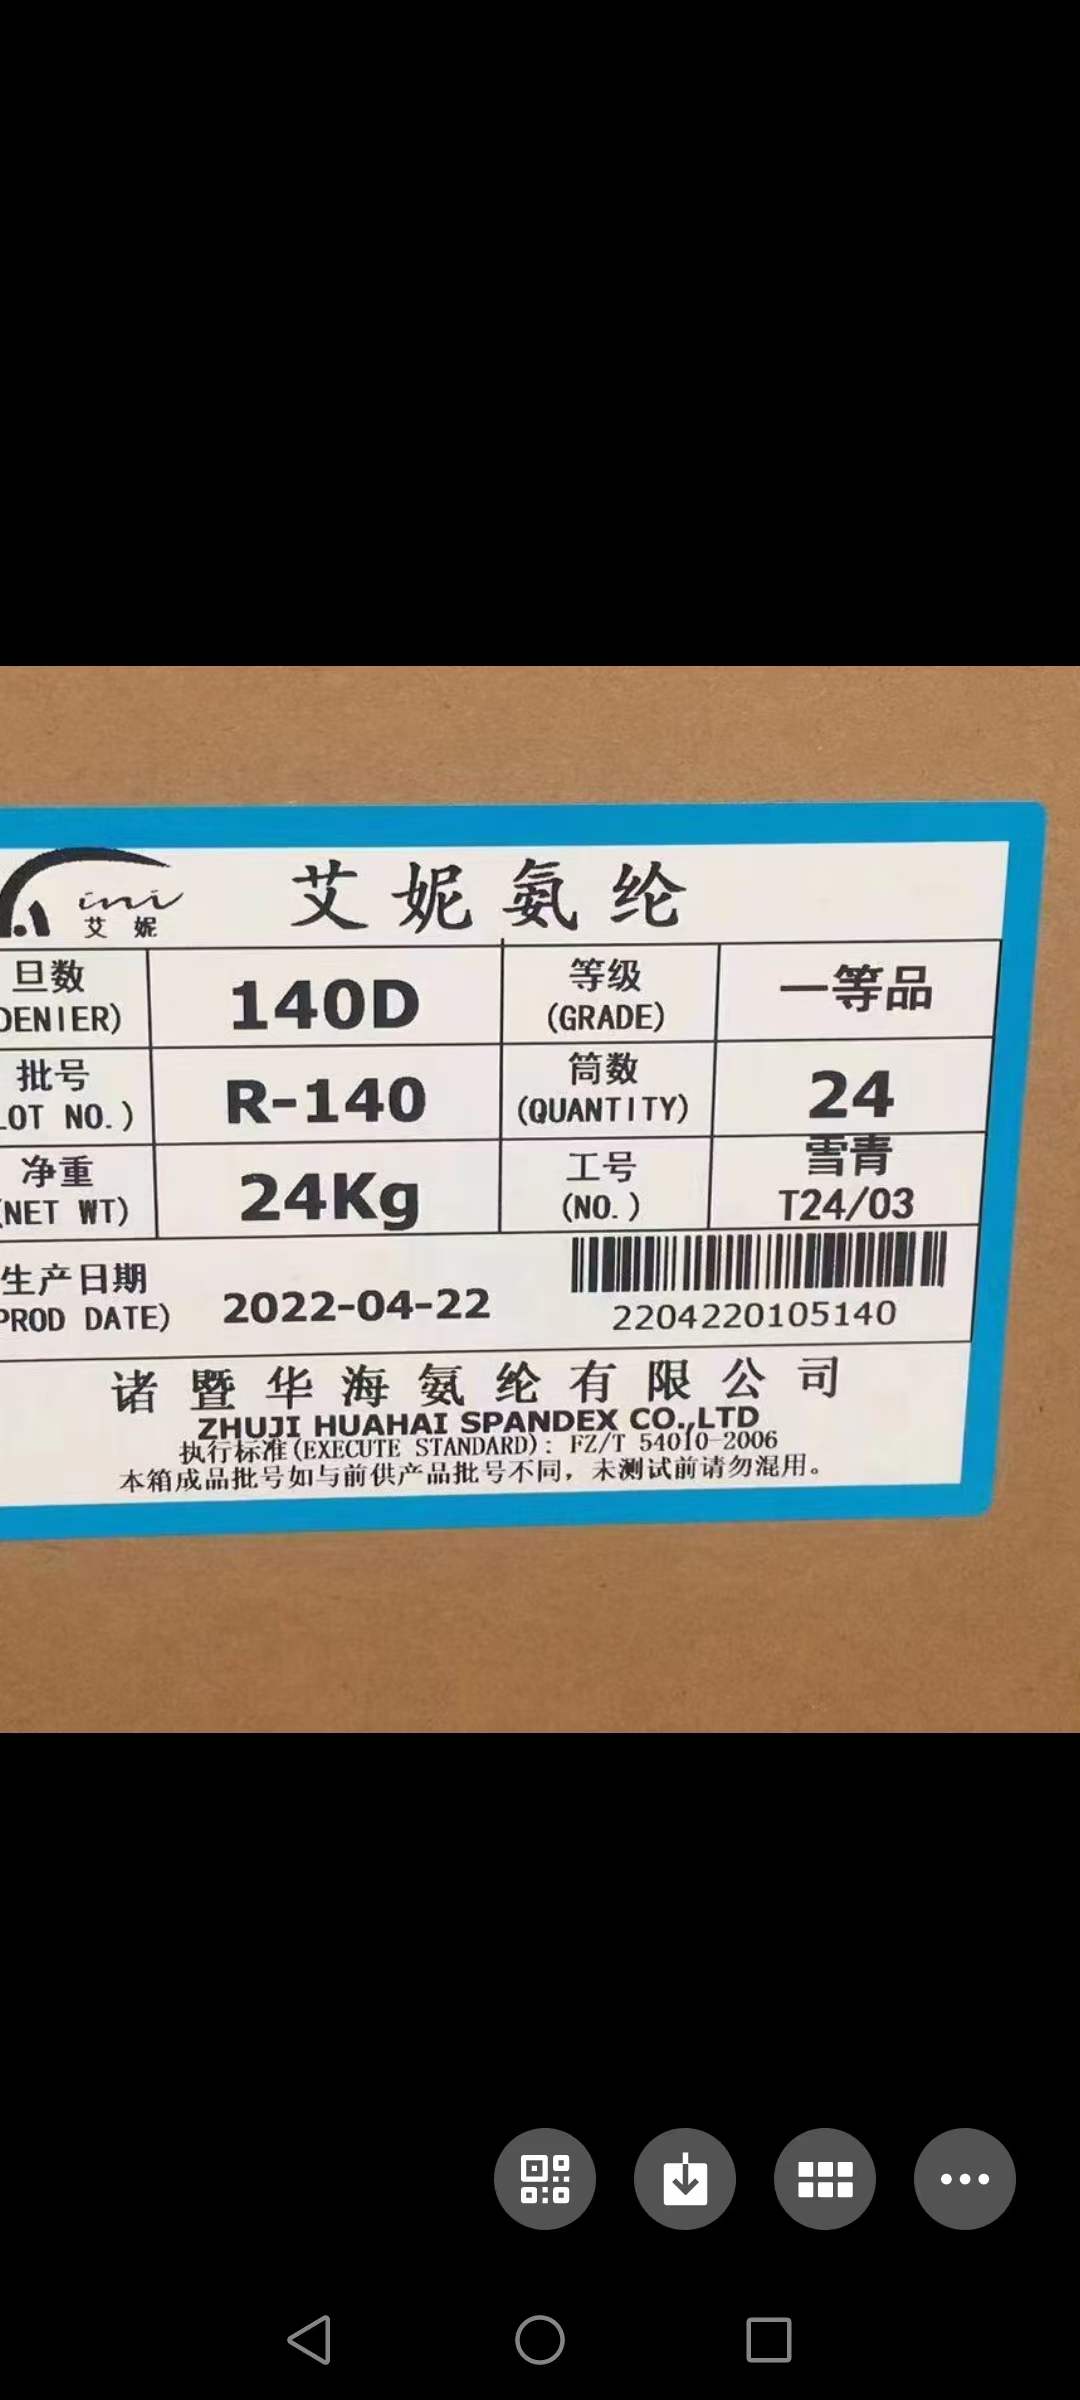 ini
艾妮
艾妮氨纶
旦数
DENIER)
140D
等级
(GRADE)
一等品
批号
LOT NO.)
R-140
筒数
(QUANTITY)
24
净重
(NET WT)
24Kg
工号
(NO.)
雪青
T24/03
生产日期
PROD DATE)
2022-04-22
2204220105140
诸暨华海氨纶有限公司
ZHUJI HUAHAI SPANDEX CO.,LTD
执行标准(EXECUTE STANDARD): FZ/T 54010-2006
本箱成品批号如与前供产品批号不同，未测试前请勿混用。